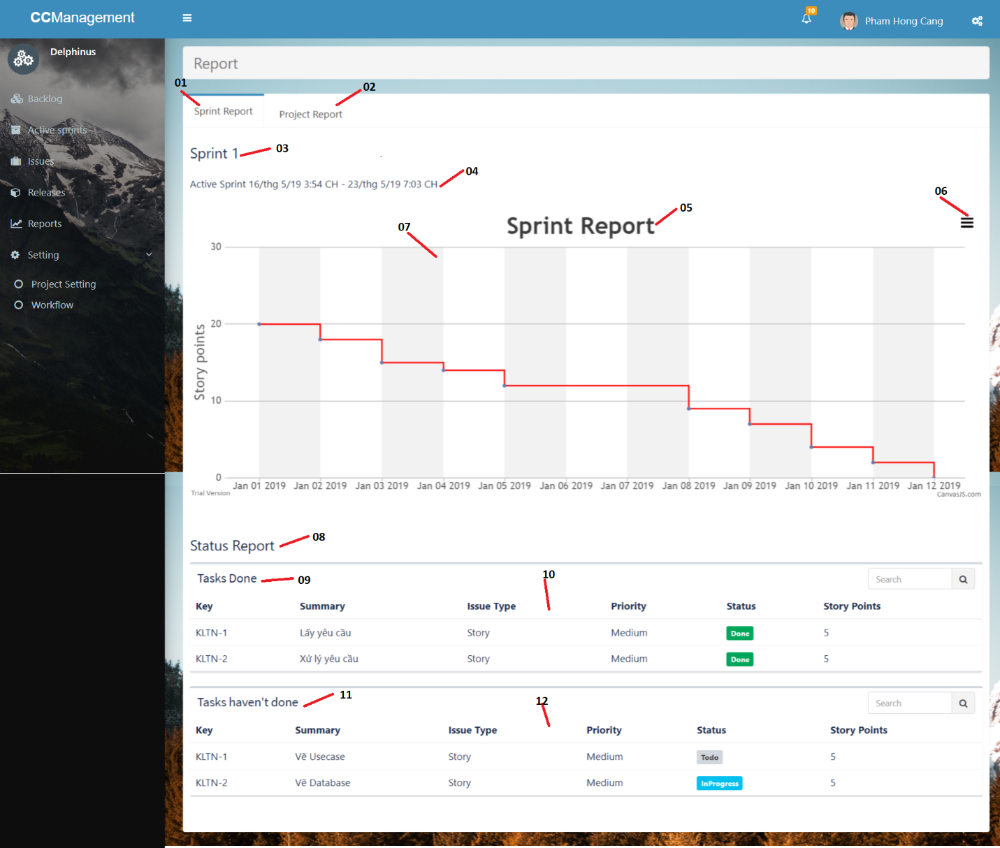 CCManagement
10
Pham Hong Cang
Delphinus
Backlog
Active sprints
Issues
Releases
Reports
Setting
Project Setting
Workflow
Report
01
02
Sprint Report
Project Report
Sprint 1
03
Active Sprint 16/thg 5/19 3:54 CH - 23/thg 5/19 7:03 CH
04
05
06
07
Sprint Report
Story points
30
20
10
0
Jan 01 2019 Jan 02 2019 Jan 03 2019 Jan 04 2019 Jan 05 2019 Jan 06 2019 Jan 07 2019 Jan 08 2019 Jan 09 2019 Jan 10 2019 Jan 11 2019 Jan 12 2019
Trial Version
CanvasJS.com
Status Report
08
Tasks Done
09
10
Search
Key Summary Issue Type Priority Status Story Points
KLTN-1 Lấy yêu cầu Story Medium Done 5
KLTN-2 Xử lý yêu cầu Story Medium Done 5
Tasks haven't done
11
12
Search
Key Summary Issue Type Priority Status Story Points
KLTN-1 Vẽ Usecase Story Medium Todo 5
KLTN-2 Vẽ Database Story Medium InProgress 5